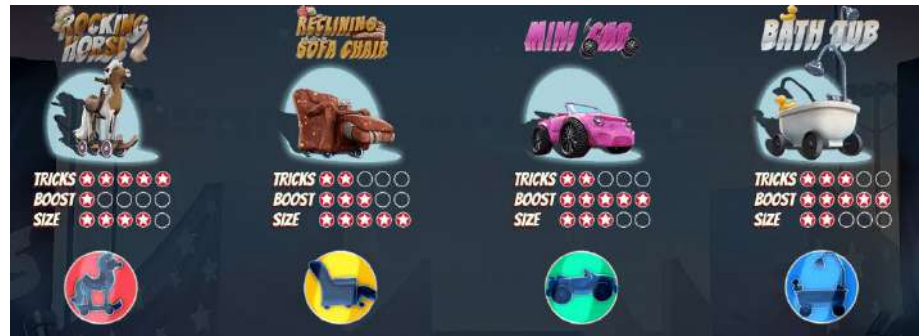 ROCKING
HORSE
TRICKS
BOOST
SIZE
RECLINING
SOFA CHAIR
TRICKS
BOOST
SIZE
MINI CAR
TRICKS
BOOST
SIZE
BATH TUB
TRICKS
BOOST
SIZE